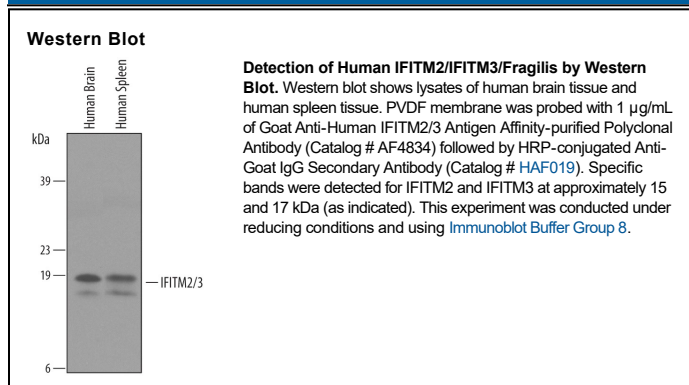 Western Blot
Human Brain
Human Spleen
kDa
39
23
19
IFITM2/3
6
Detection of Human IFITM2/IFITM3/Fragilis by Western
Blot. Western blot shows lysates of human brain tissue and
human spleen tissue. PVDF membrane was probed with 1 µg/mL
of Goat Anti-Human IFITM2/3 Antigen Affinity-purified Polyclonal
Antibody (Catalog # AF4834) followed by HRP-conjugated Anti-
Goat IgG Secondary Antibody (Catalog # HAF019). Specific
bands were detected for IFITM2 and IFITM3 at approximately 15
and 17 kDa (as indicated). This experiment was conducted under
reducing conditions and using Immunoblot Buffer Group 8.